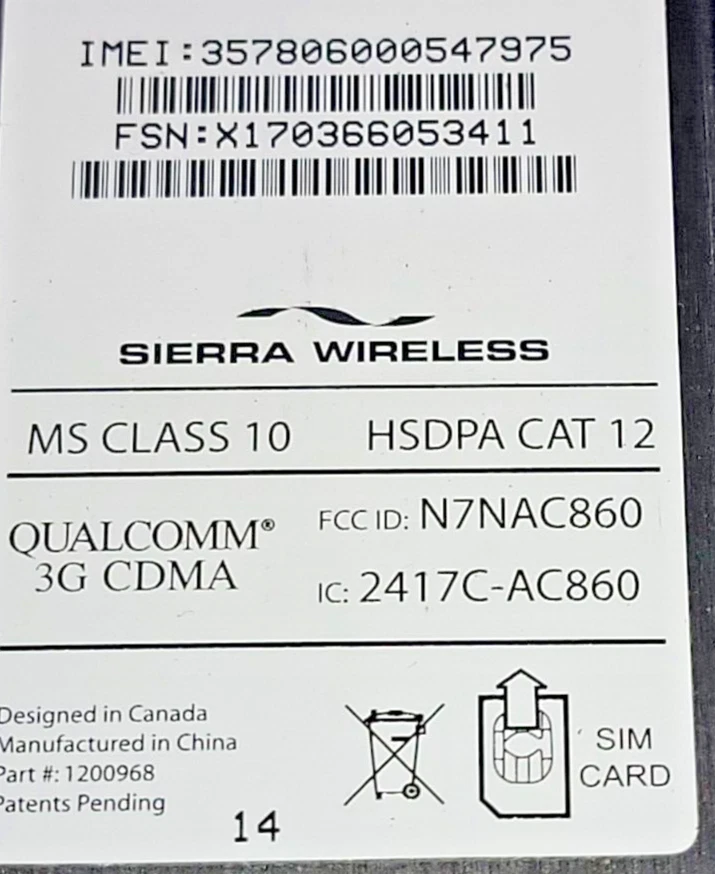 IMEI:357806000547975
FSN:X170366053411
SIERRA WIRELESS
MS CLASS 10 HSDPA CAT 12
QUALCOMM® FCC ID: N7NAC860
3G CDMA IC: 2417C-AC860
Designed in Canada
Manufactured in China
Part #: 1200968
Patents Pending
14
SIM
CARD